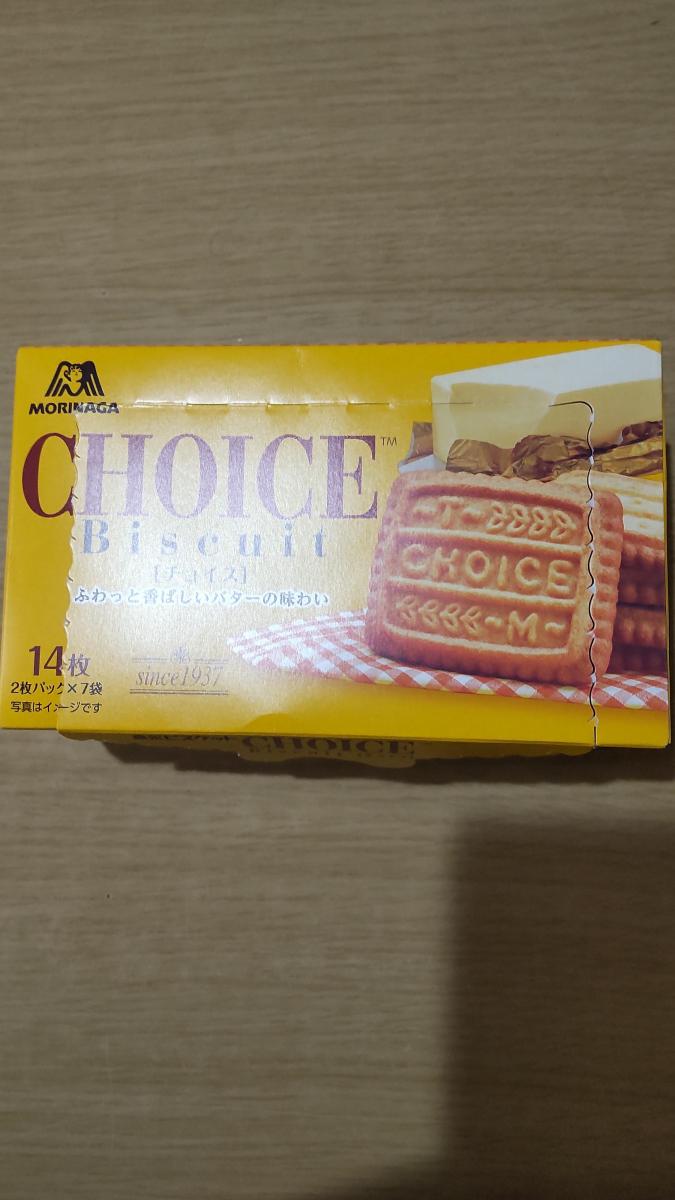 MORINAGA
CHOICE™
Biscuit
[チョイス]
ふわっと香ばしいバターの味わい
14枚
2枚パック×7袋
写真はイメージです
since1937
~T~
CHOICE
~M~
CHOICE